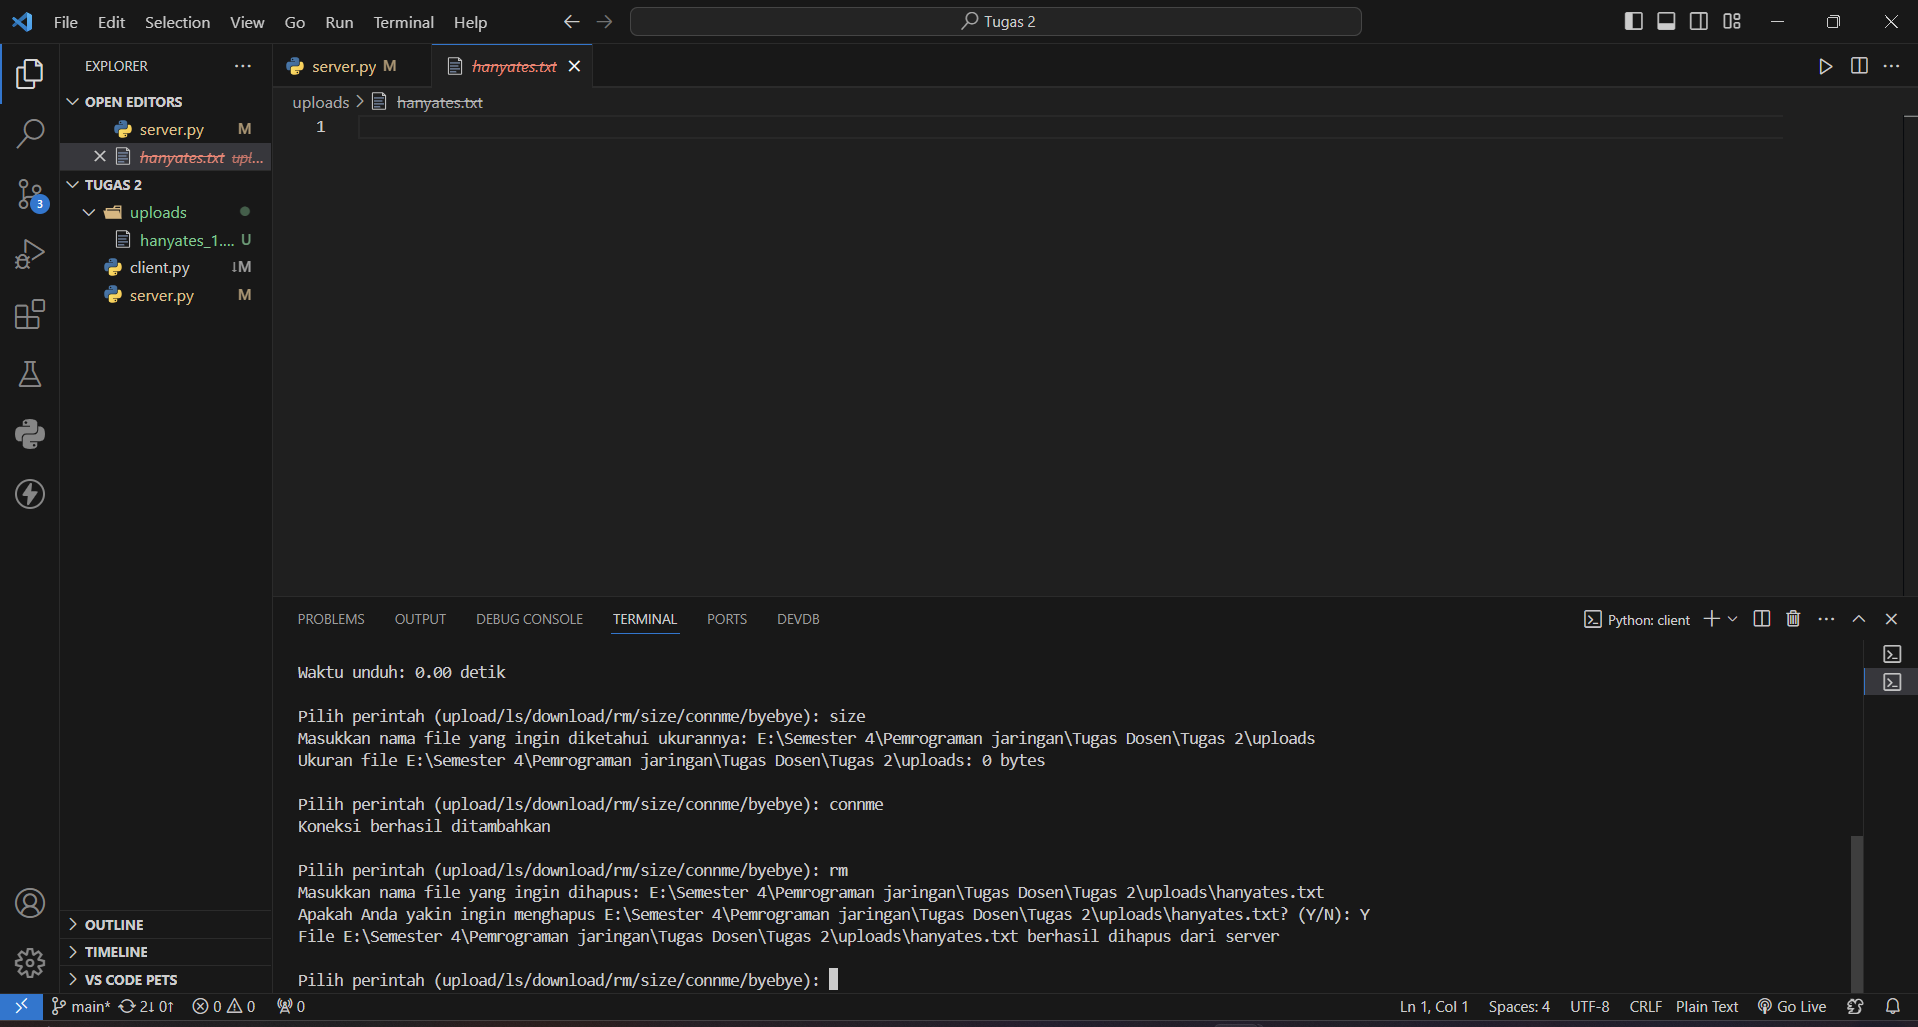 File Edit Selection View Go Run Terminal Help
Tugas 2
EXPLORER
OPEN EDITORS
server.py M
hanyates.txt upl...
TUGAS 2
uploads
hanyates_1.... U
client.py ↓M
server.py M
OUTLINE
TIMELINE
VS CODE PETS
server.py M
hanyates.txt
uploads > hanyates.txt
1
PROBLEMS OUTPUT DEBUG CONSOLE TERMINAL PORTS DEVDB
Python: client
Waktu unduh: 0.00 detik
Pilih perintah (upload/ls/download/rm/size/connme/byebye): size
Masukkan nama file yang ingin diketahui ukurannya: E:\Semester 4\Pemrograman jaringan\Tugas Dosen\Tugas 2\uploads
Ukuran file E:\Semester 4\Pemrograman jaringan\Tugas Dosen\Tugas 2\uploads: 0 bytes
Pilih perintah (upload/ls/download/rm/size/connme/byebye): connme
Koneksi berhasil ditambahkan
Pilih perintah (upload/ls/download/rm/size/connme/byebye): rm
Masukkan nama file yang ingin dihapus: E:\Semester 4\Pemrograman jaringan\Tugas Dosen\Tugas 2\uploads\hanyates.txt
Apakah Anda yakin ingin menghapus E:\Semester 4\Pemrograman jaringan\Tugas Dosen\Tugas 2\uploads\hanyates.txt? (Y/N): Y
File E:\Semester 4\Pemrograman jaringan\Tugas Dosen\Tugas 2\uploads\hanyates.txt berhasil dihapus dari server
Pilih perintah (upload/ls/download/rm/size/connme/byebye):
3
main* 2↓ 0↑ 0 0 0
Ln 1, Col 1 Spaces: 4 UTF-8 CRLF Plain Text Go Live